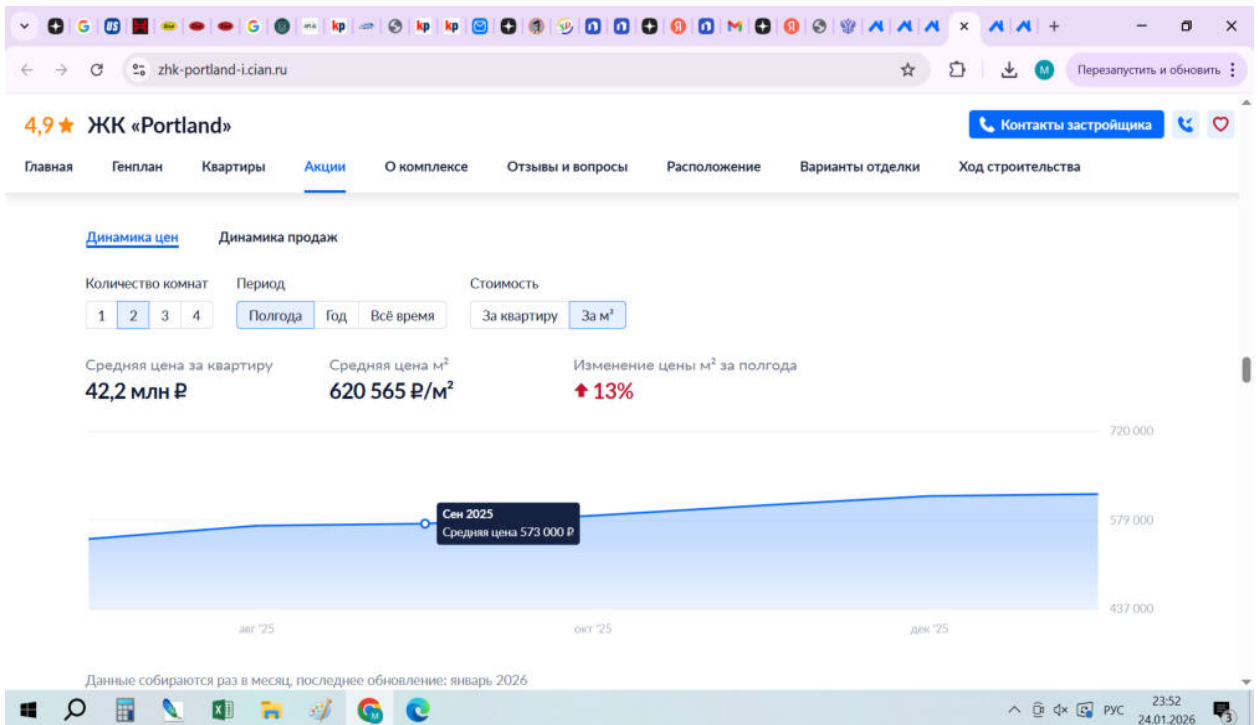 zhk-portland-i.cian.ru
M
Перезапустить и обновить
4,9 ★ ЖК «Portland»
Контакты застройщика
Главная Генплан Квартиры Акции О комплексе Отзывы и вопросы Расположение Варианты отделки Ход строительства
Динамика цен Динамика продаж
Количество комнат Период Стоимость
1 2 3 4 Полгода Год Всё время За квартиру За м²
Средняя цена за квартиру Средняя цена м² Изменение цены м² за полгода
42,2 млн ₽ 620 565 ₽/м² 13%
720 000
Сен 2025
Средняя цена 573 000 ₽
579 000
437 000
авг '25 окт '25 дек '25
Данные собираются раз в месяц, последнее обновление: январь 2026
23:52
РУС
24.01.2026
3